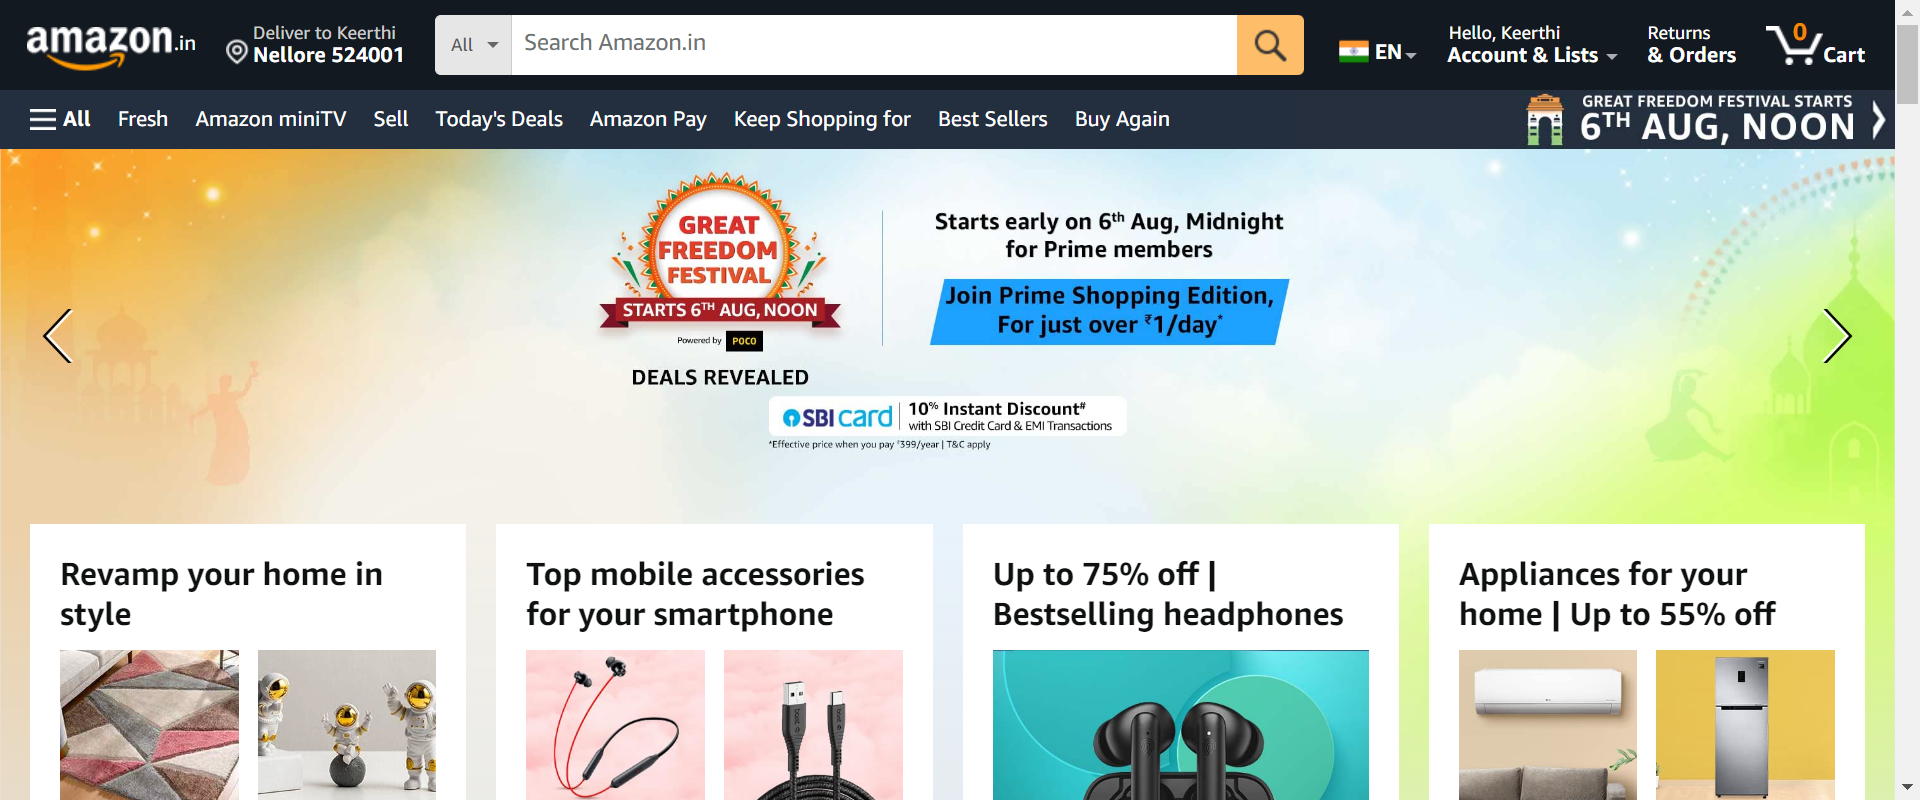 amazon.in
Deliver to Keerthi
Nellore 524001
All
Search Amazon.in
EN
Hello, Keerthi
Account & Lists
Returns
& Orders
0
Cart
All
Fresh
Amazon miniTV
Sell
Today's Deals
Amazon Pay
Keep Shopping for
Best Sellers
Buy Again
GREAT FREEDOM FESTIVAL STARTS
6TH AUG, NOON
GREAT
FREEDOM
FESTIVAL
STARTS 6TH AUG, NOON
Powered by POCO
DEALS REVEALED
Starts early on 6th Aug, Midnight
for Prime members
Join Prime Shopping Edition,
For just over ₹1/day*
SBI card
10% Instant Discount#
with SBI Credit Card & EMI Transactions
*Effective price when you pay ₹399/year | T&C apply
Revamp your home in
style
Top mobile accessories
for your smartphone
Up to 75% off |
Bestselling headphones
Appliances for your
home | Up to 55% off